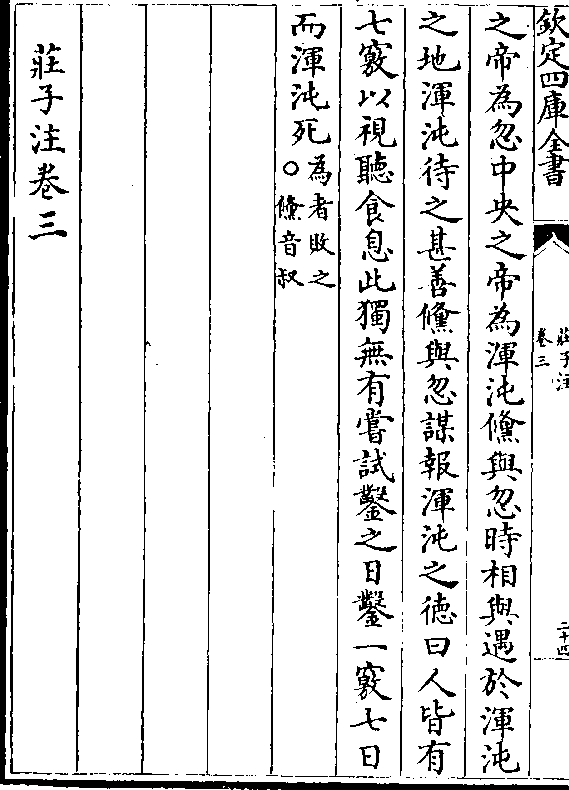 欽定四庫全書
莊子注
卷三
二十四
之帝為忽中央之帝為渾沌儵與忽時相與遇於渾沌
之地渾沌待之甚善儵與忽謀報渾沌之徳曰人皆有
七竅以視聽食息此獨無有嘗試鑿之日鑿一竅七日
而渾沌死為者敗之
○儵音叔
莊子注卷三